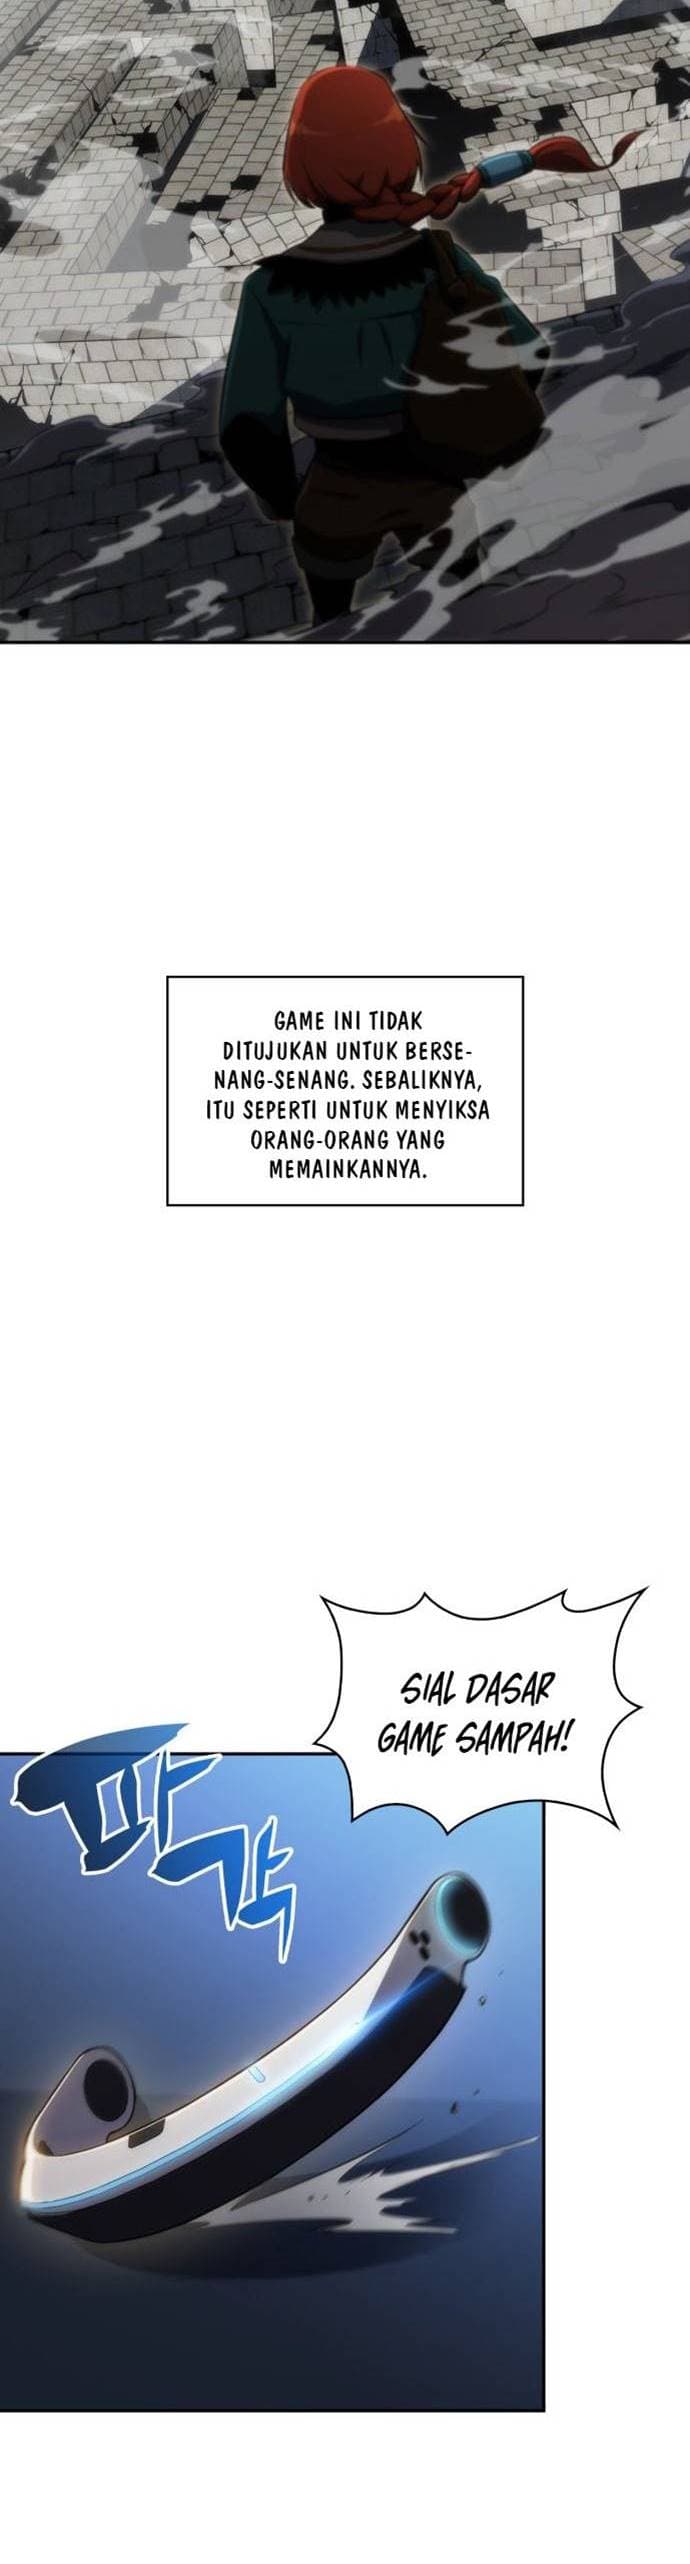 GAME INI TIDAK
DITUJUKAN UNTUK BERSE-
NANG-SENANG. SEBALIKNYA,
ITU SEPERTI UNTUK MENYIKSA
ORANG-ORANG YANG
MEMAINKANNYA.
SIAL DASAR
GAME SAMPAH!
파각